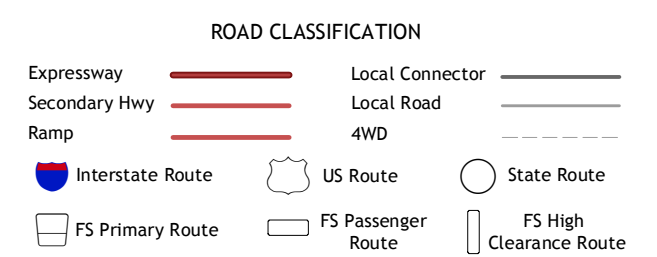 ROAD CLASSIFICATION
Expressway
Local Connector
Secondary Hwy
Local Road
Ramp
4WD
Interstate Route
US Route
State Route
FS Primary Route
FS Passenger
Route
FS High
Clearance Route